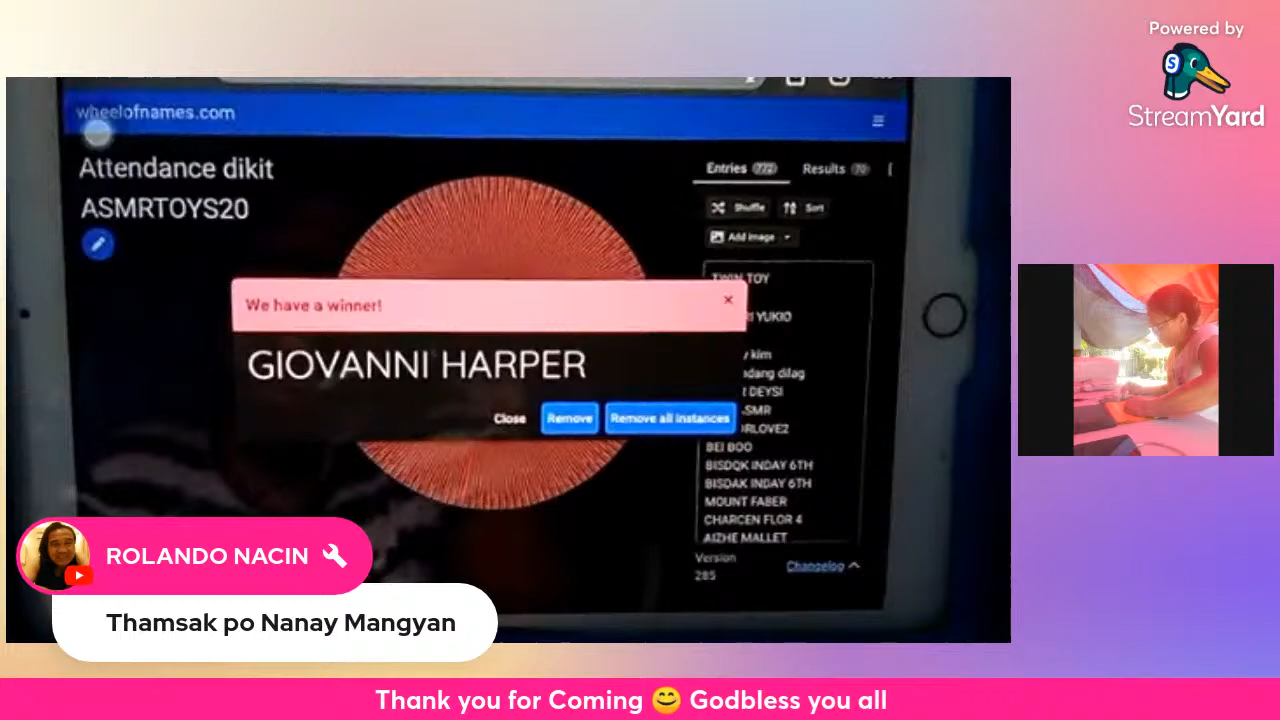 Powered by
StreamYard
wheelofnames.com
Attendance dikit
ASMRTOYS20
Entries 772 Results 70
Shuffle Sort
Add image
TWIN TOY
YUKIO
kim
dilag
DEYSI
BEI BOO
BISDQK INDAY 6TH
BISDAK INDAY 6TH
MOUNT FABER
CHARCEN FLOR 4
AIZHE MALLET
Version
285
Changelog
We have a winner!
GIOVANNI HARPER
Close Remove Remove all instances
ROLANDO NACIN
Thamsak po Nanay Mangyan
Thank you for Coming 😊 Godbless you all